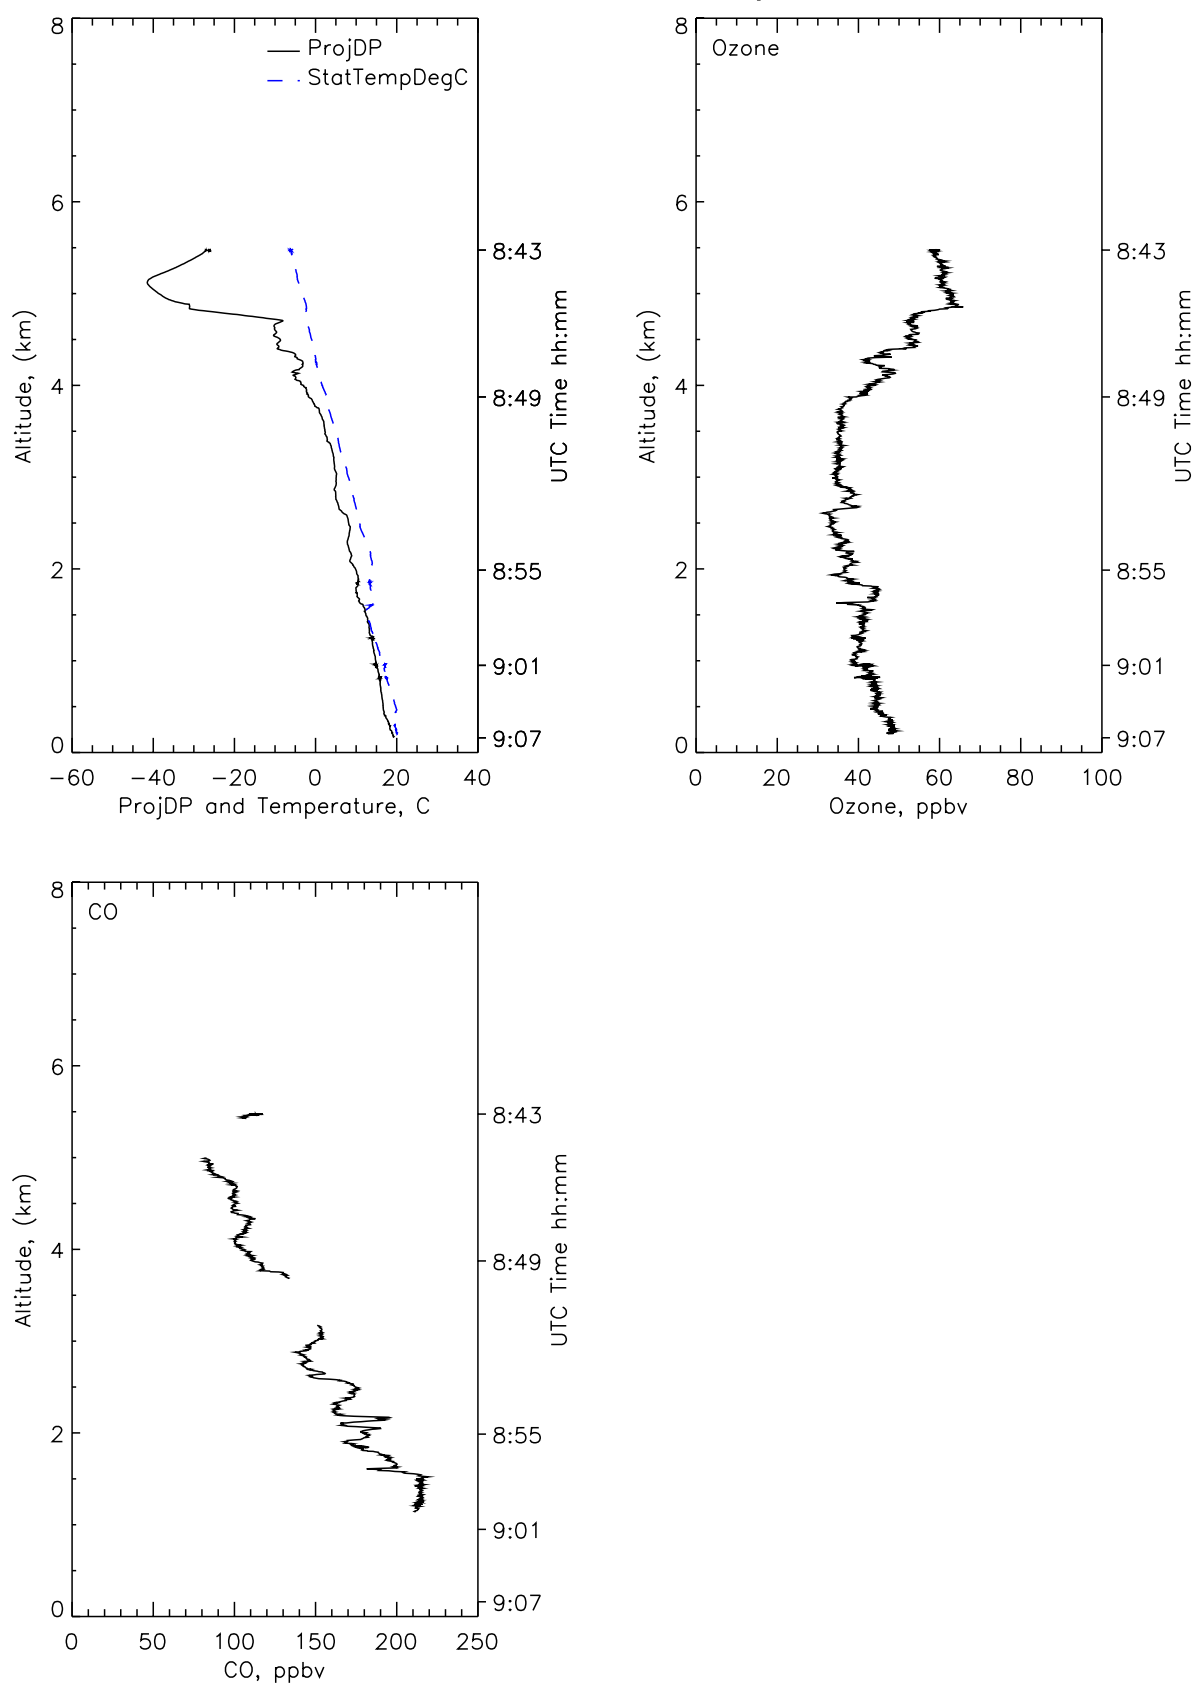 8
6
4
2
0
Altitude, (km)
ProjDP
StatTempDegC
8:43
8:49
8:55
9:01
9:07
UTC Time hh:mm
−60 −40 −20 0 20 40
ProjDP and Temperature, C
8
6
4
2
0
Altitude, (km)
Ozone
8:43
8:49
8:55
9:01
9:07
UTC Time hh:mm
0 20 40 60 80 100
Ozone, ppbv
8
6
4
2
0
Altitude, (km)
CO
8:43
8:49
8:55
9:01
9:07
UTC Time hh:mm
0 50 100 150 200 250
CO, ppbv